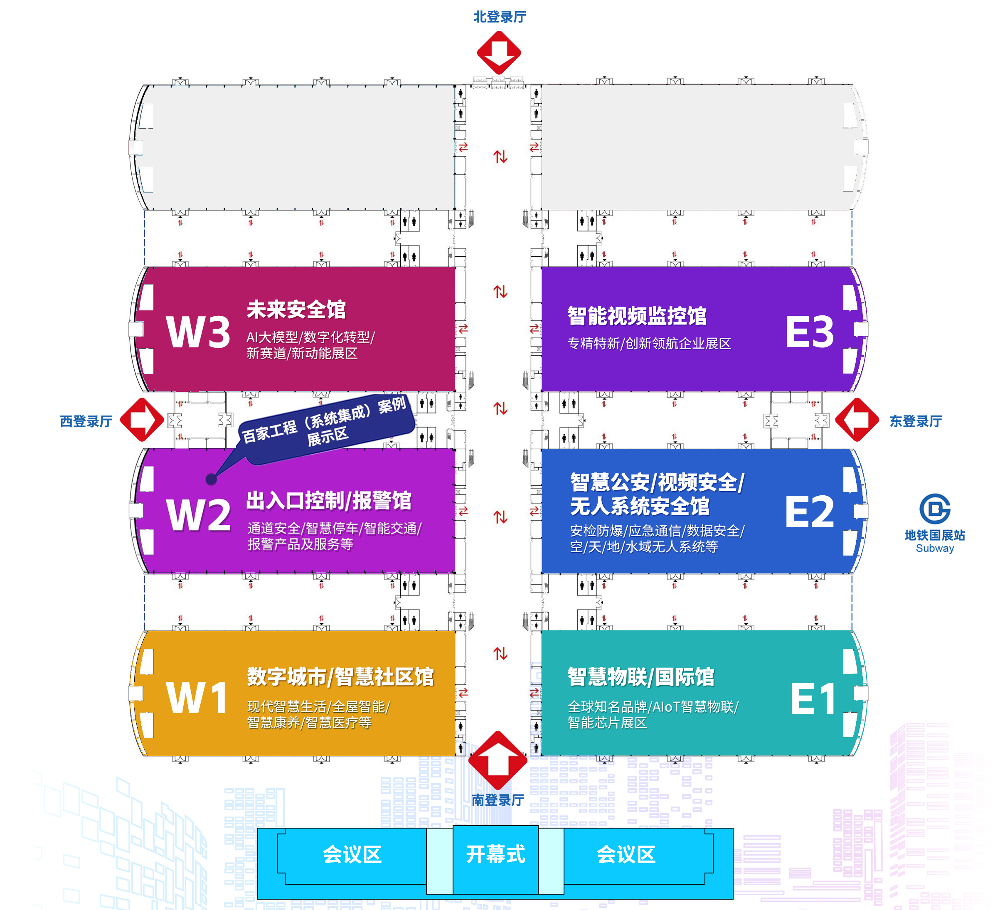 北登录厅
W3
未来安全馆
AI大模型/数字化转型/
新赛道/新动能展区
智能视频监控馆
专精特新/创新领航企业展区
E3
西登录厅
百家工程（系统集成）案例
展示区
东登录厅
W2
出入口控制/报警馆
通道安全/智慧停车/智能交通/
报警产品及服务等
智慧公安/视频安全/
无人系统安全馆
安检防爆/应急通信/数据安全/
空/天/地/水域无人系统等
E2
地铁国展站
Subway
W1
数字城市/智慧社区馆
现代智慧生活/全屋智能/
智慧康养/智慧医疗等
智慧物联/国际馆
全球知名品牌/AIoT智慧物联/
智能芯片展区
E1
南登录厅
会议区
开幕式
会议区